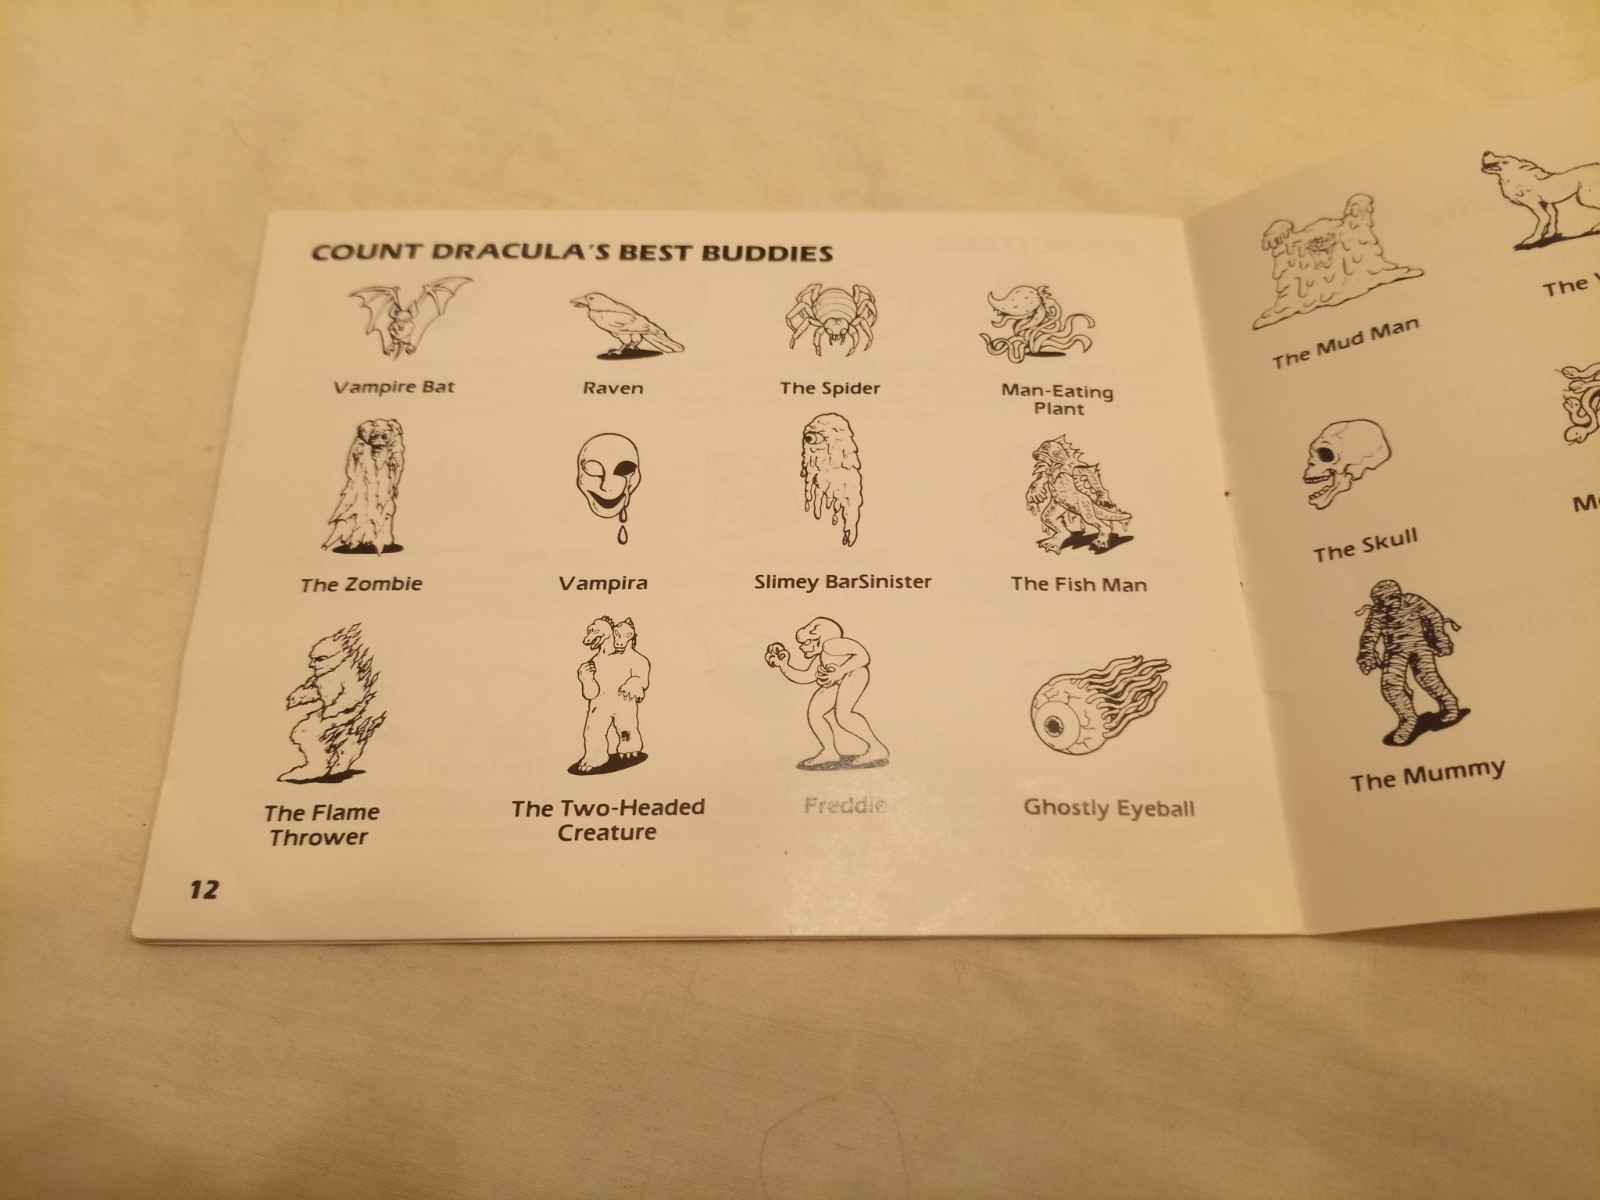 COUNT DRACULA'S BEST BUDDIES
Vampire Bat
Raven
The Spider
Man-Eating
Plant
The Zombie
Vampira
Slimey BarSinister
The Fish Man
The Flame
Thrower
The Two-Headed
Creature
Freddie
Ghostly Eyeball
12
The Mud Man
The
The Skull
The Mummy